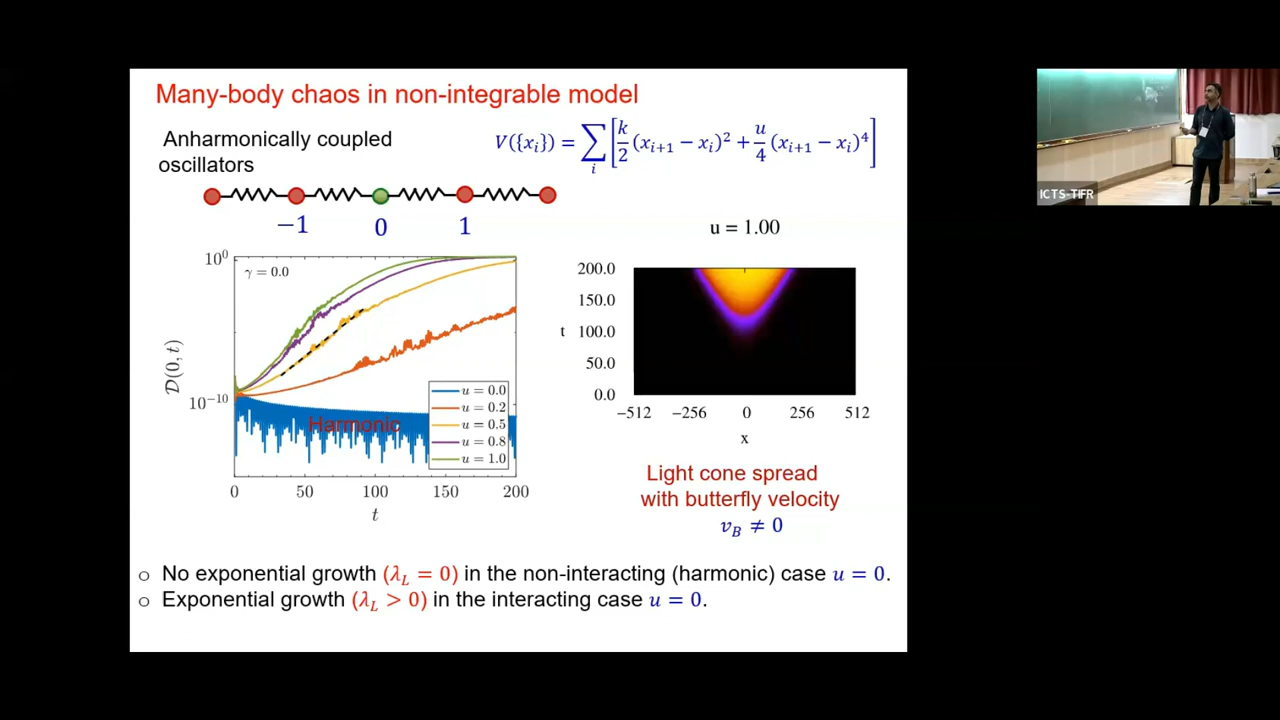 Many-body chaos in non-integrable model
Anharmonically coupled
oscillators
V({x_i}) = ∑_i [k/2 (x_{i+1} − x_i)^2 + u/4 (x_{i+1} − x_i)^4]
−1 0 1
u = 1.00
10^0
γ = 0.0
10^{-10}
D(0, t)
Harmonic
u = 0.0
u = 0.2
u = 0.5
u = 0.8
u = 1.0
0 50 100 150 200
t
200.0
150.0
t 100.0
50.0
0.0
−512 −256 0 256 512
x
Light cone spread
with butterfly velocity
v_B ≠ 0
o No exponential growth (λ_L = 0) in the non-interacting (harmonic) case u = 0.
o Exponential growth (λ_L > 0) in the interacting case u = 0.
ICTS-TIFR